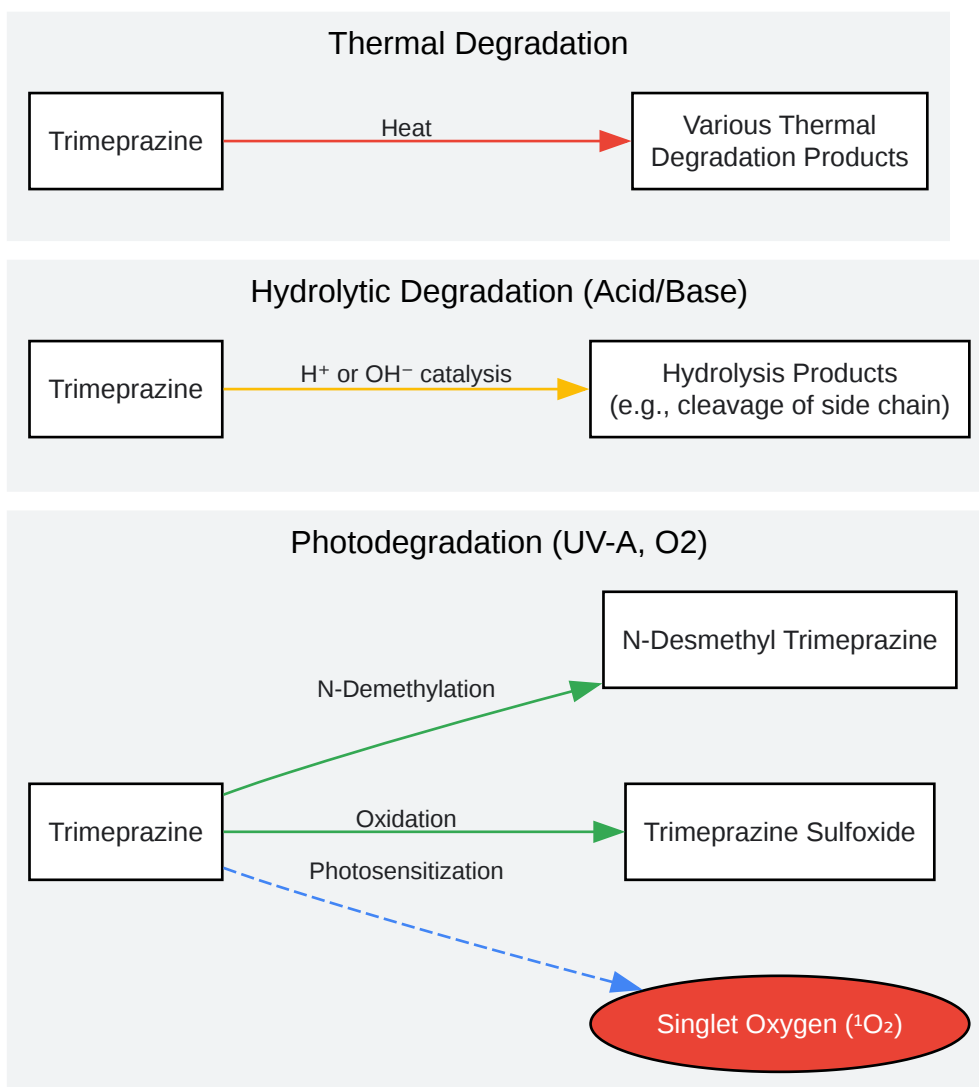 Thermal Degradation
Trimeprazine
Heat
Various Thermal
Degradation Products
Hydrolytic Degradation (Acid/Base)
Trimeprazine
H⁺ or OH⁻ catalysis
Hydrolysis Products
(e.g., cleavage of side chain)
Photodegradation (UV-A, O2)
N-Desmethyl Trimeprazine
N-Demethylation
Trimeprazine
Oxidation
Trimeprazine Sulfoxide
Photosensitization
Singlet Oxygen (¹O₂)